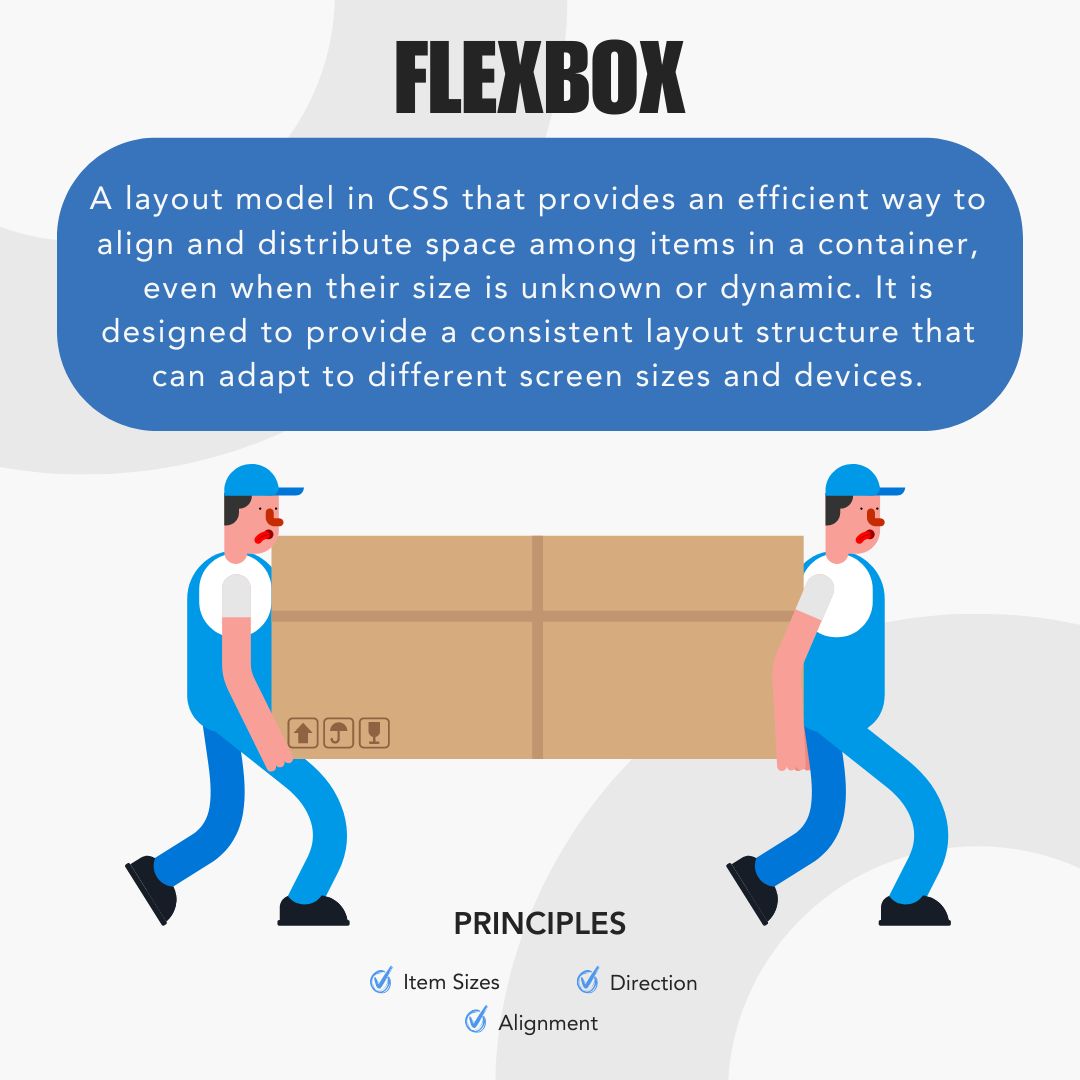 FLEXBOX
A layout model in CSS that provides an efficient way to
align and distribute space among items in a container,
even when their size is unknown or dynamic. It is
designed to provide a consistent layout structure that
can adapt to different screen sizes and devices.
PRINCIPLES
Item Sizes
Direction
Alignment